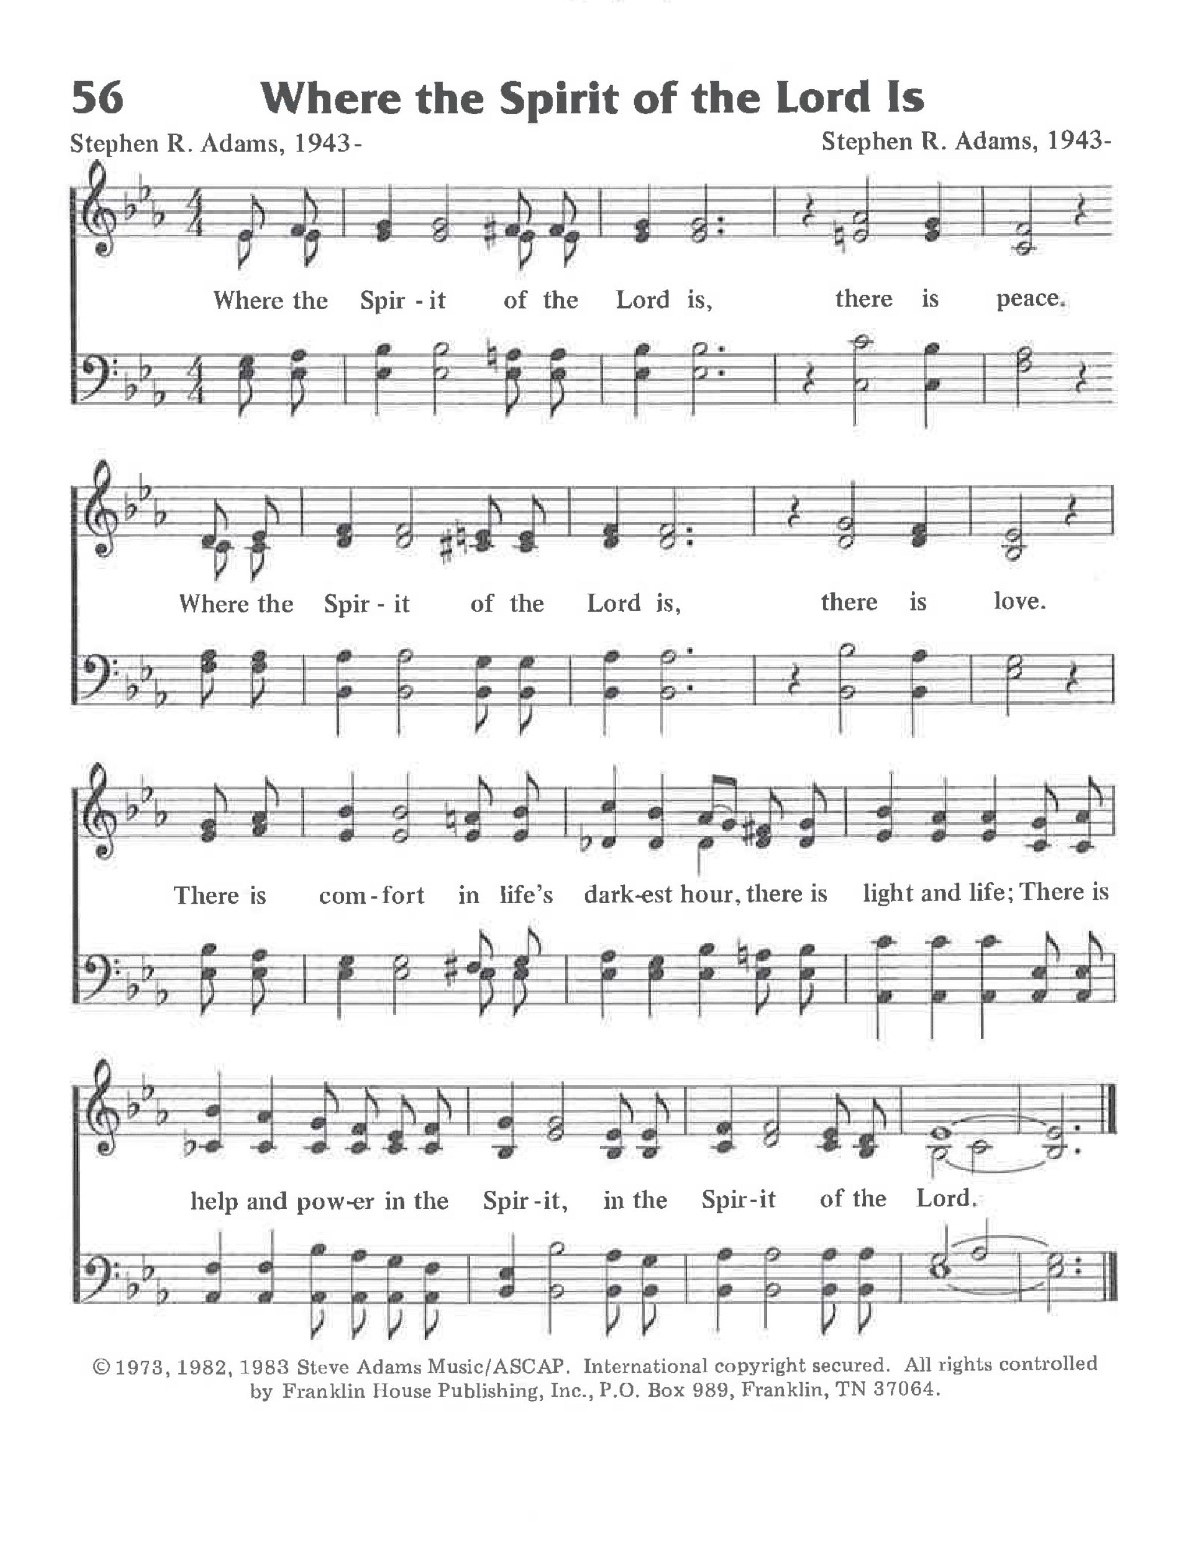 56 Where the Spirit of the Lord Is
Stephen R. Adams, 1943- Stephen R. Adams, 1943-
Where the Spir - it of the Lord is, there is peace.
Where the Spir - it of the Lord is, there is love.
There is com - fort in life's dark-est hour, there is light and life; There is
help and pow-er in the Spir - it, in the Spir - it of the Lord.
© 1973, 1982, 1983 Steve Adams Music/ASCAP. International copyright secured. All rights controlled
by Franklin House Publishing, Inc., P.O. Box 989, Franklin, TN 37064.